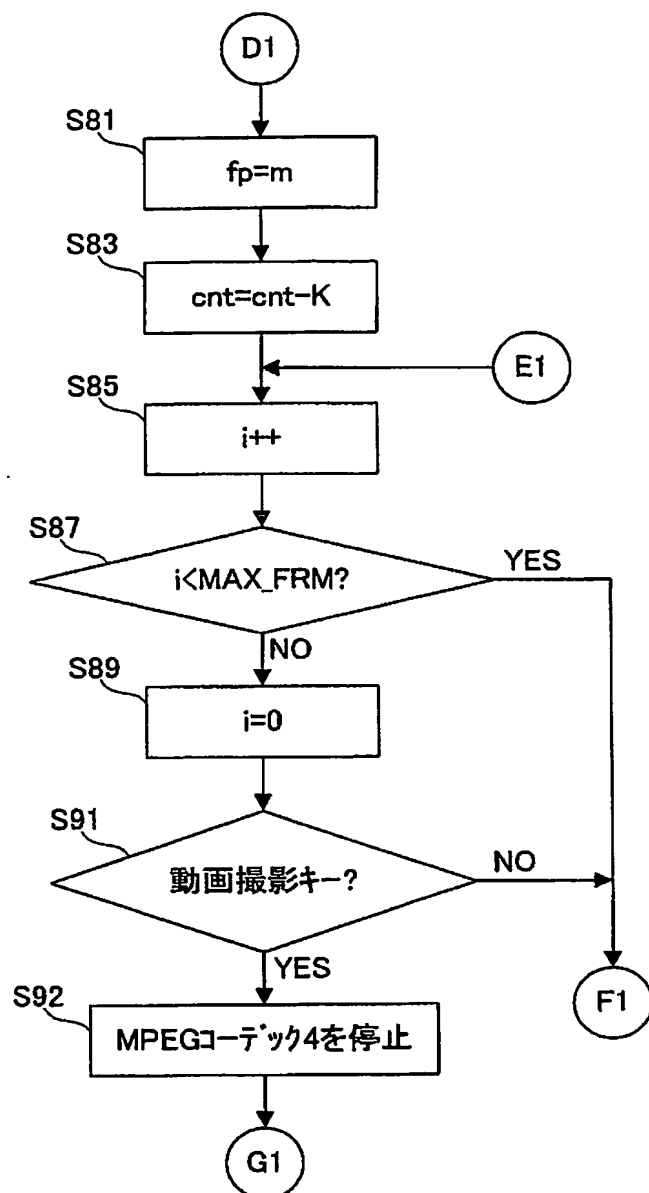 D1
S81
fp=m
S83
cnt=cnt-K
E1
S85
i++
S87
i<MAX_FRM?
YES
NO
S89
i=0
S91
動画撮影キー?
NO
YES
F1
S92
MPEGコーデック4を停止
G1